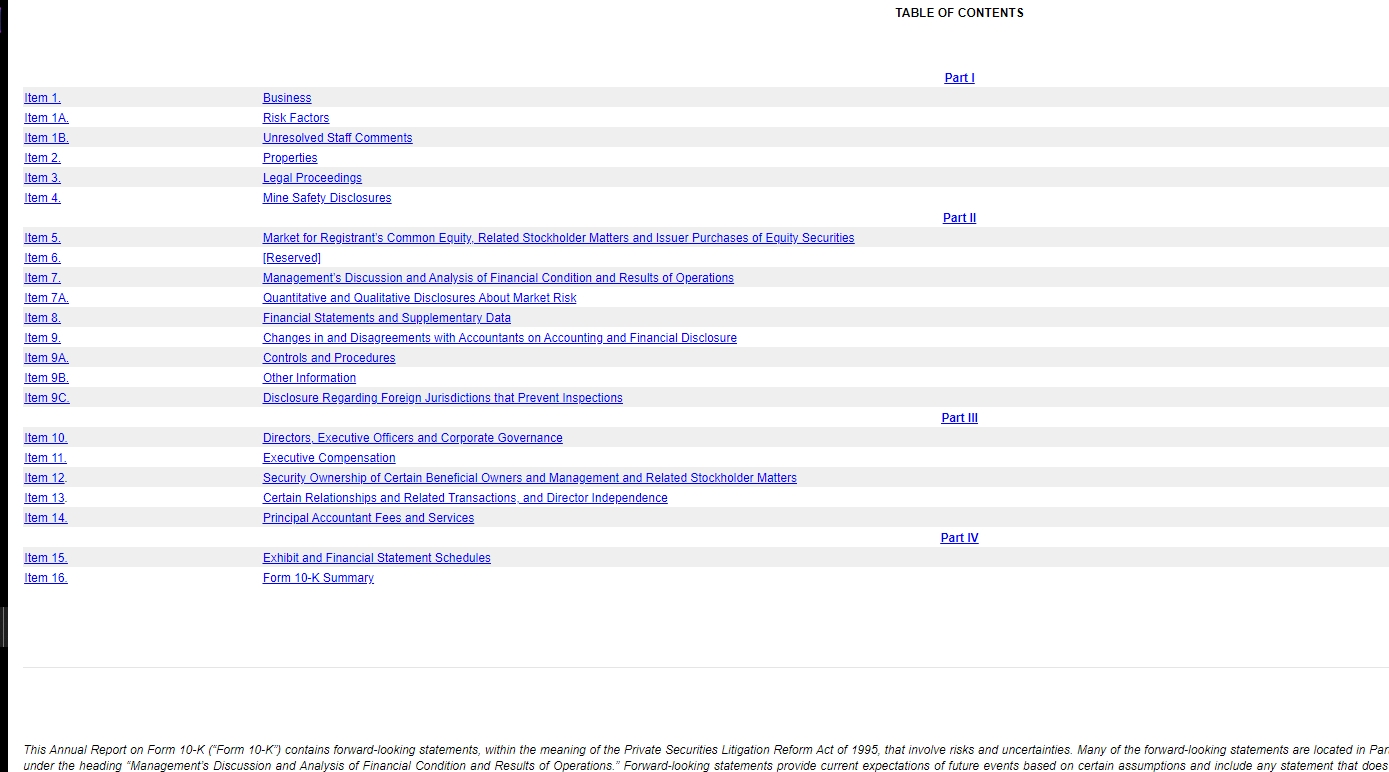 TABLE OF CONTENTS
Part I
Item 1. Business
Item 1A. Risk Factors
Item 1B. Unresolved Staff Comments
Item 2. Properties
Item 3. Legal Proceedings
Item 4. Mine Safety Disclosures
Part II
Item 5. Market for Registrant's Common Equity, Related Stockholder Matters and Issuer Purchases of Equity Securities
Item 6. [Reserved]
Item 7. Management's Discussion and Analysis of Financial Condition and Results of Operations
Item 7A. Quantitative and Qualitative Disclosures About Market Risk
Item 8. Financial Statements and Supplementary Data
Item 9. Changes in and Disagreements with Accountants on Accounting and Financial Disclosure
Item 9A. Controls and Procedures
Item 9B. Other Information
Item 9C. Disclosure Regarding Foreign Jurisdictions that Prevent Inspections
Part III
Item 10. Directors, Executive Officers and Corporate Governance
Item 11. Executive Compensation
Item 12. Security Ownership of Certain Beneficial Owners and Management and Related Stockholder Matters
Item 13. Certain Relationships and Related Transactions, and Director Independence
Item 14. Principal Accountant Fees and Services
Part IV
Item 15. Exhibit and Financial Statement Schedules
Item 16. Form 10-K Summary
This Annual Report on Form 10-K ("Form 10-K") contains forward-looking statements, within the meaning of the Private Securities Litigation Reform Act of 1995, that involve risks and uncertainties. Many of the forward-looking statements are located in Par
under the heading "Management's Discussion and Analysis of Financial Condition and Results of Operations." Forward-looking statements provide current expectations of future events based on certain assumptions and include any statement that does